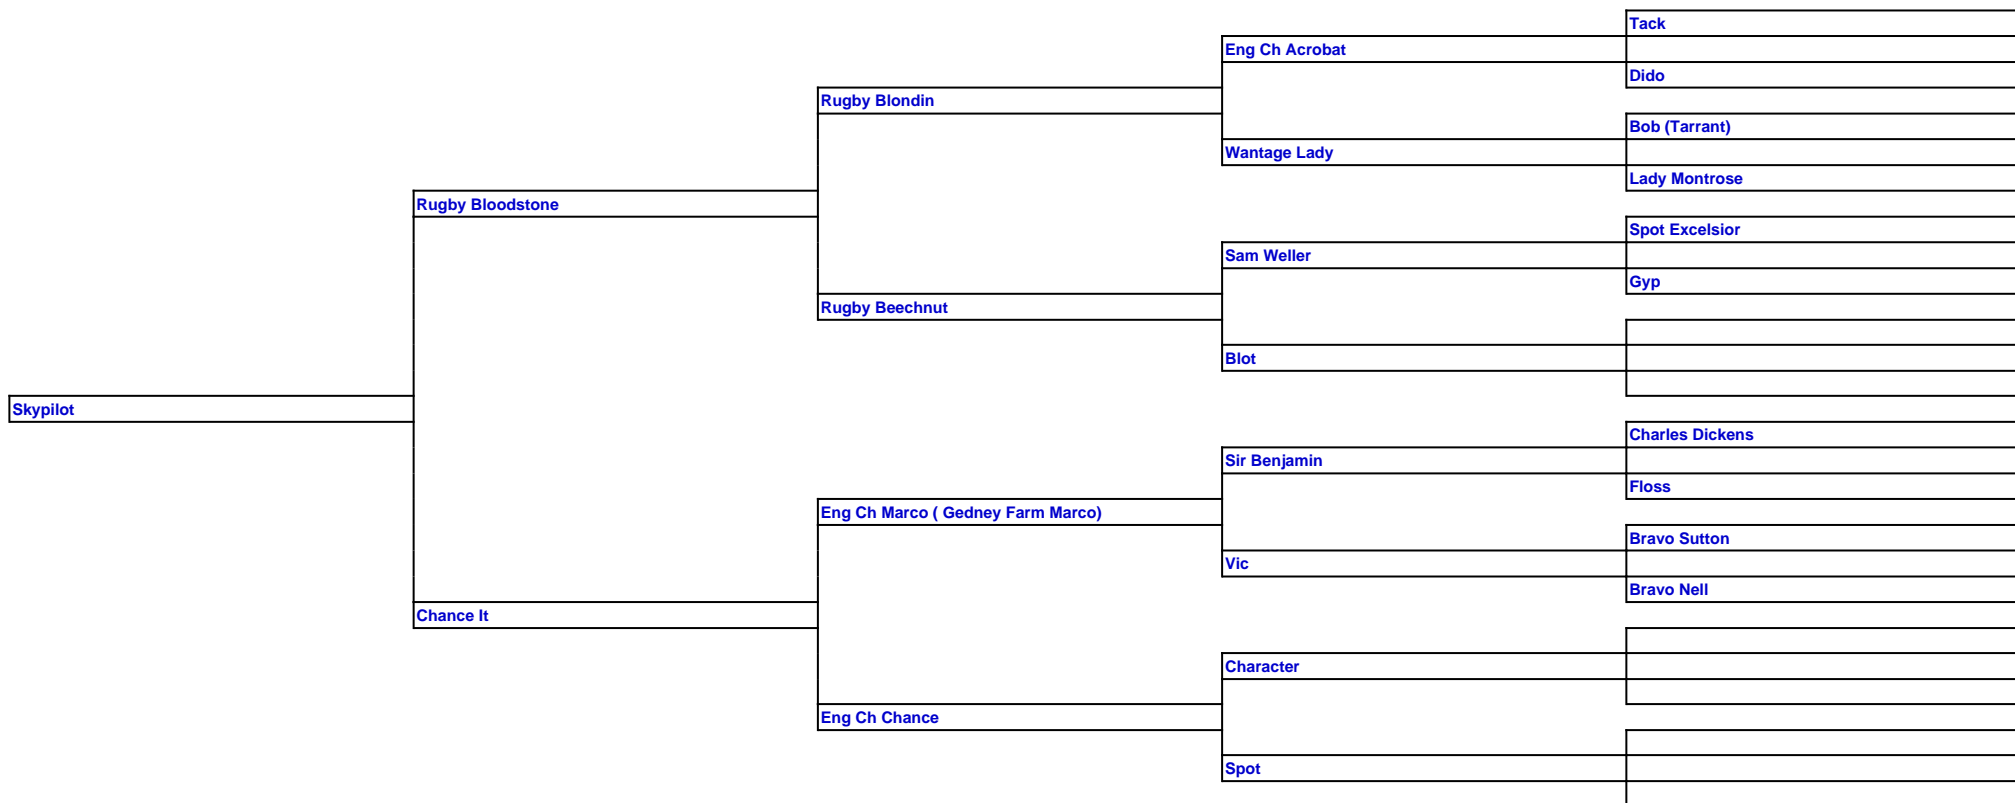 Tack
Eng Ch Acrobat
Dido
Rugby Blondin
Bob (Tarrant)
Wantage Lady
Lady Montrose
Rugby Bloodstone
Spot Excelsior
Sam Weller
Gyp
Rugby Beechnut
Blot
Skypilot
Charles Dickens
Sir Benjamin
Floss
Eng Ch Marco ( Gedney Farm Marco)
Bravo Sutton
Vic
Bravo Nell
Chance It
Character
Eng Ch Chance
Spot